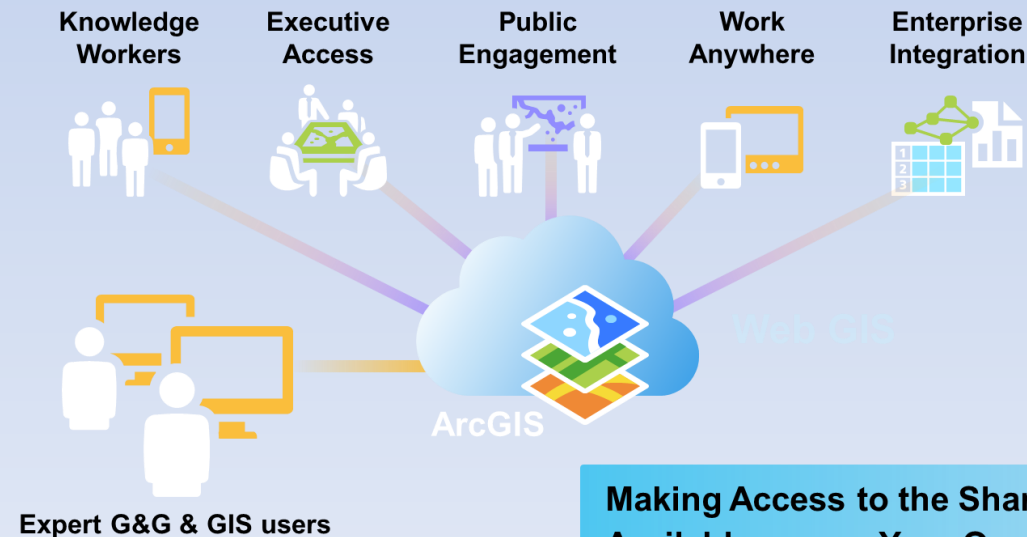 Knowledge
Workers
Executive
Access
Public
Engagement
Work
Anywhere
Enterprise
Integration
1
2
3
Web GIS
ArcGIS
Expert G&G & GIS users
Making Access to the Shar